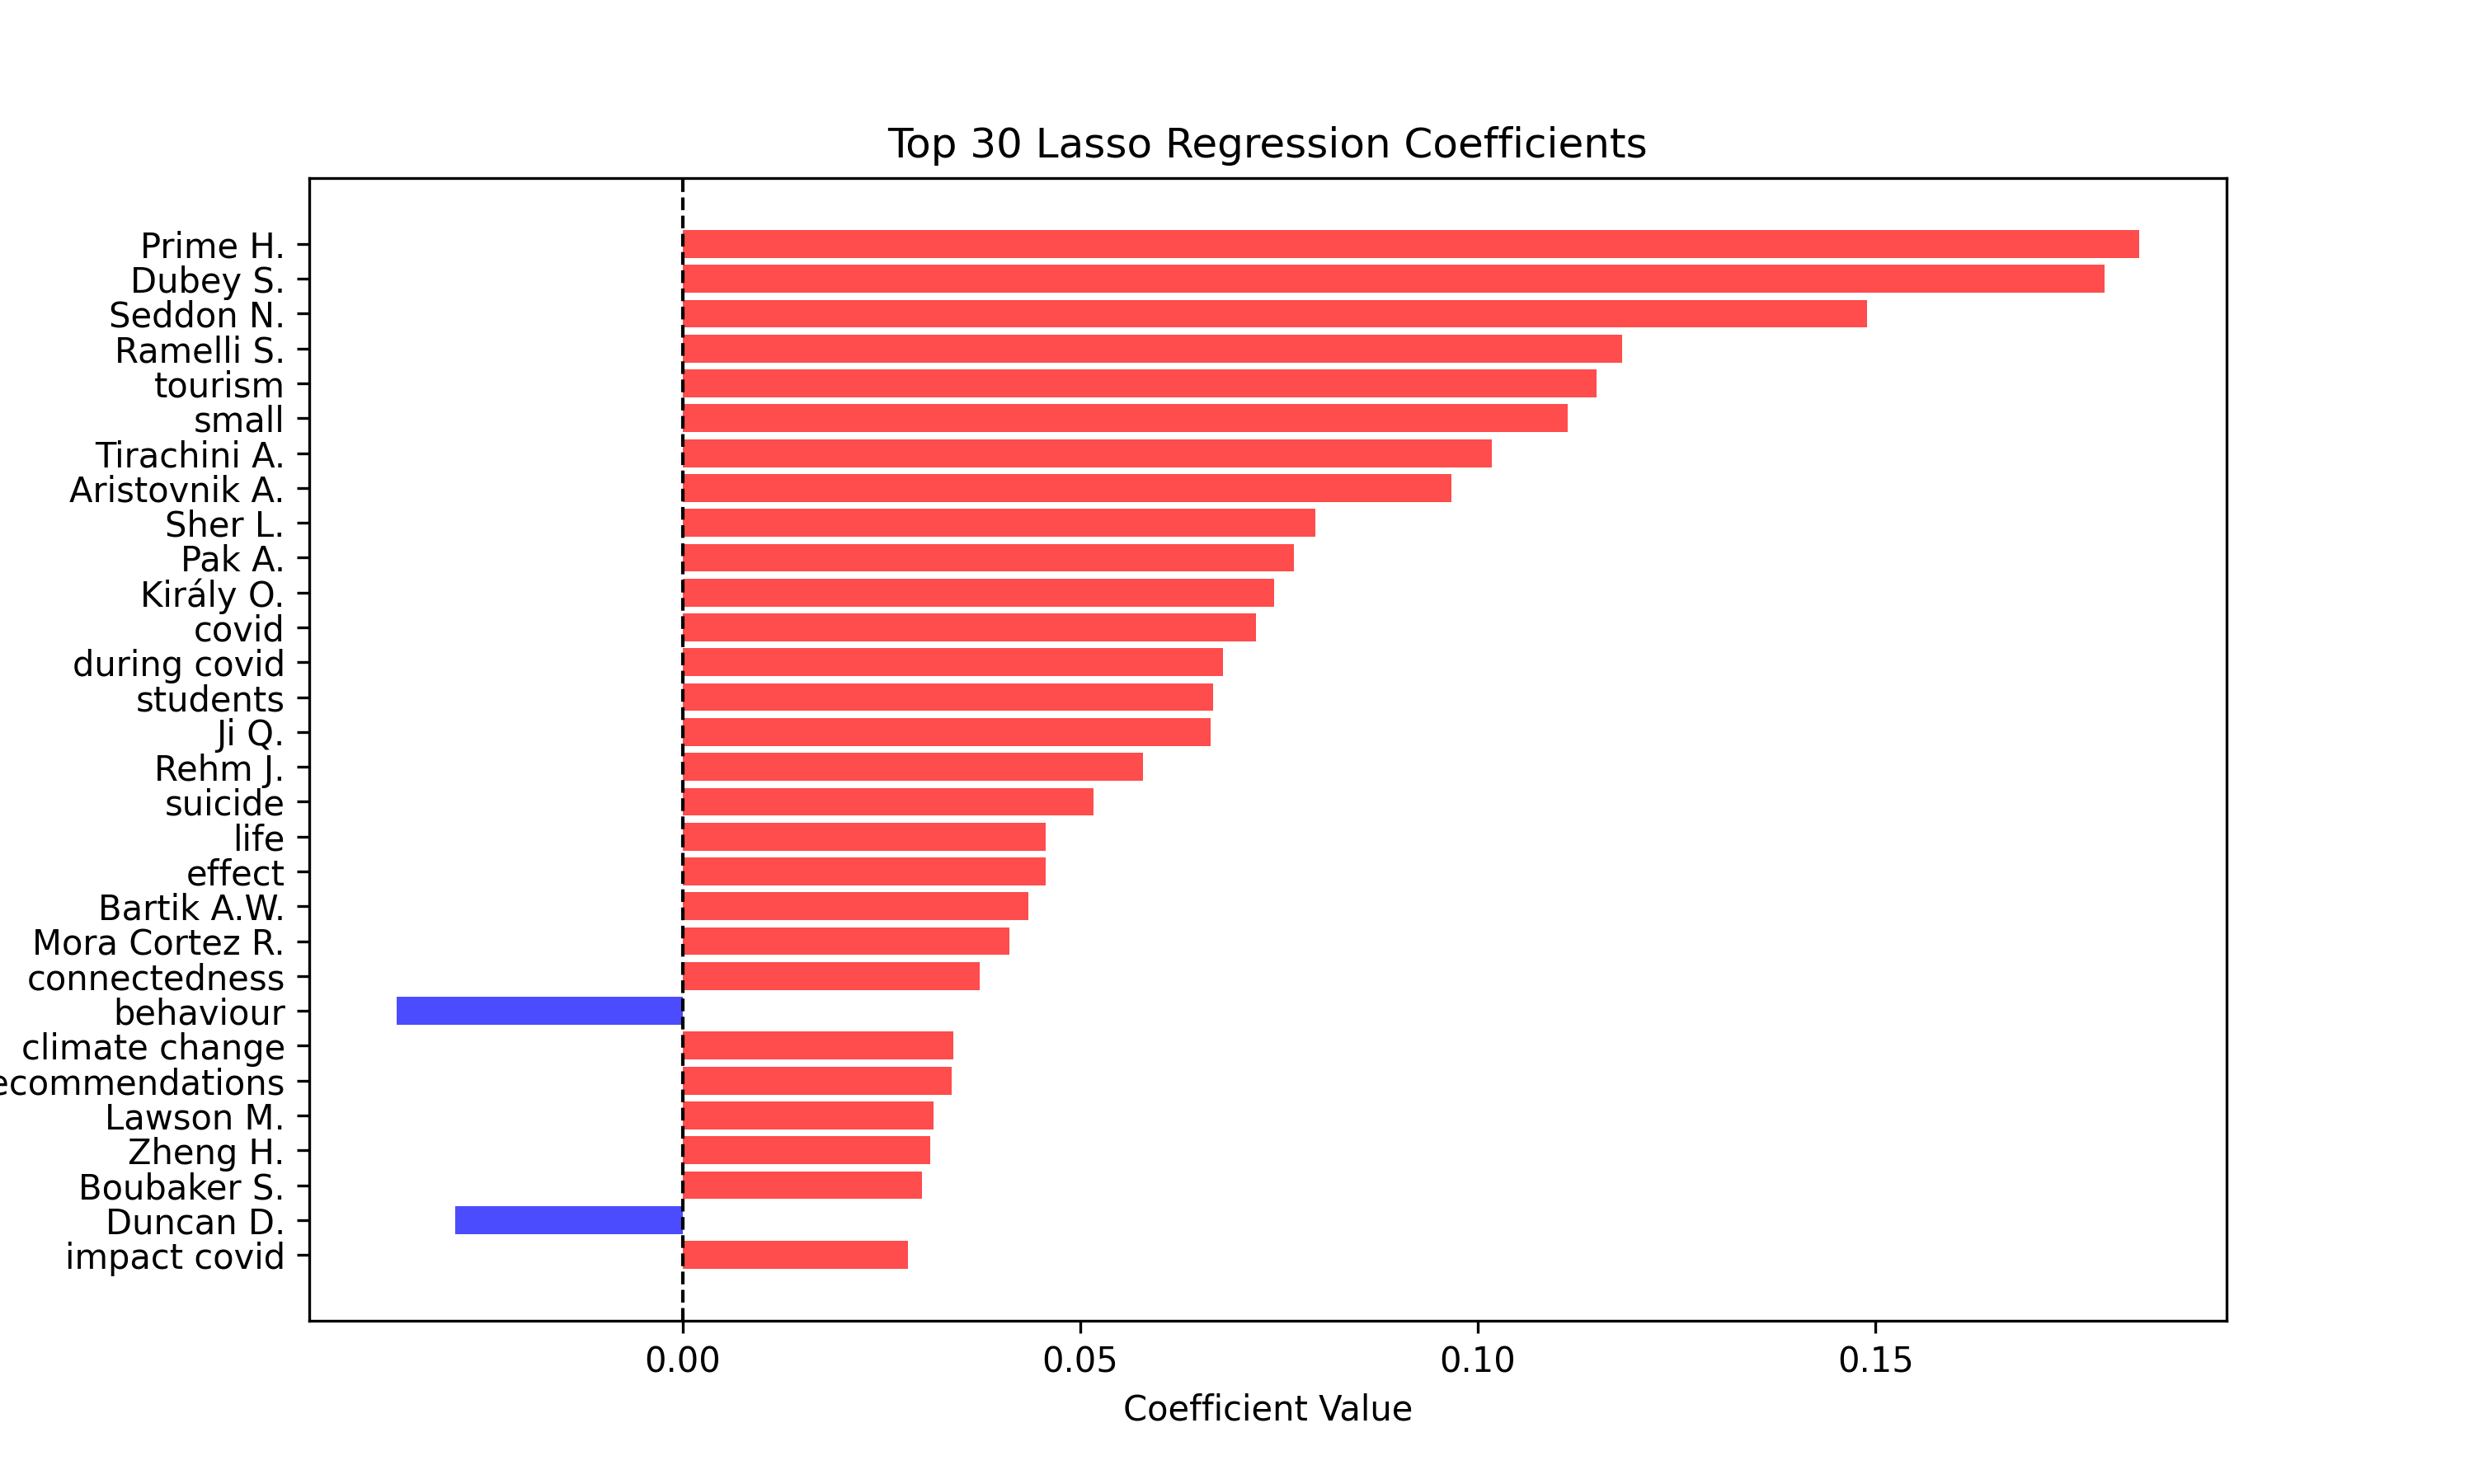 Top 30 Lasso Regression Coefficients
Prime H.
Dubey S.
Seddon N.
Ramelli S.
tourism
small
Tirachini A.
Aristovnik A.
Sher L.
Pak A.
Király O.
covid
during covid
students
Ji Q.
Rehm J.
suicide
life
effect
Bartik A.W.
Mora Cortez R.
connectedness
behaviour
climate change
ecommendations
Lawson M.
Zheng H.
Boubaker S.
Duncan D.
impact covid
0.00 0.05 0.10 0.15
Coefficient Value